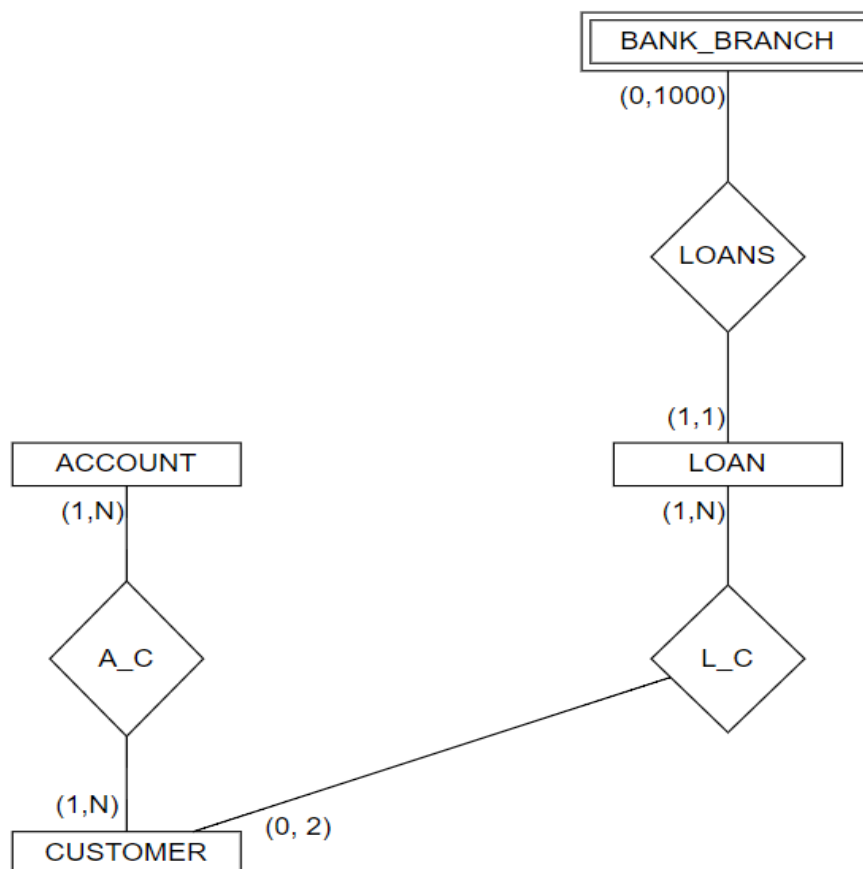 BANK_BRANCH
(0,1000)
LOANS
(1,1)
ACCOUNT
LOAN
(1,N)
(1,N)
A_C
L_C
(1,N)
(0, 2)
CUSTOMER